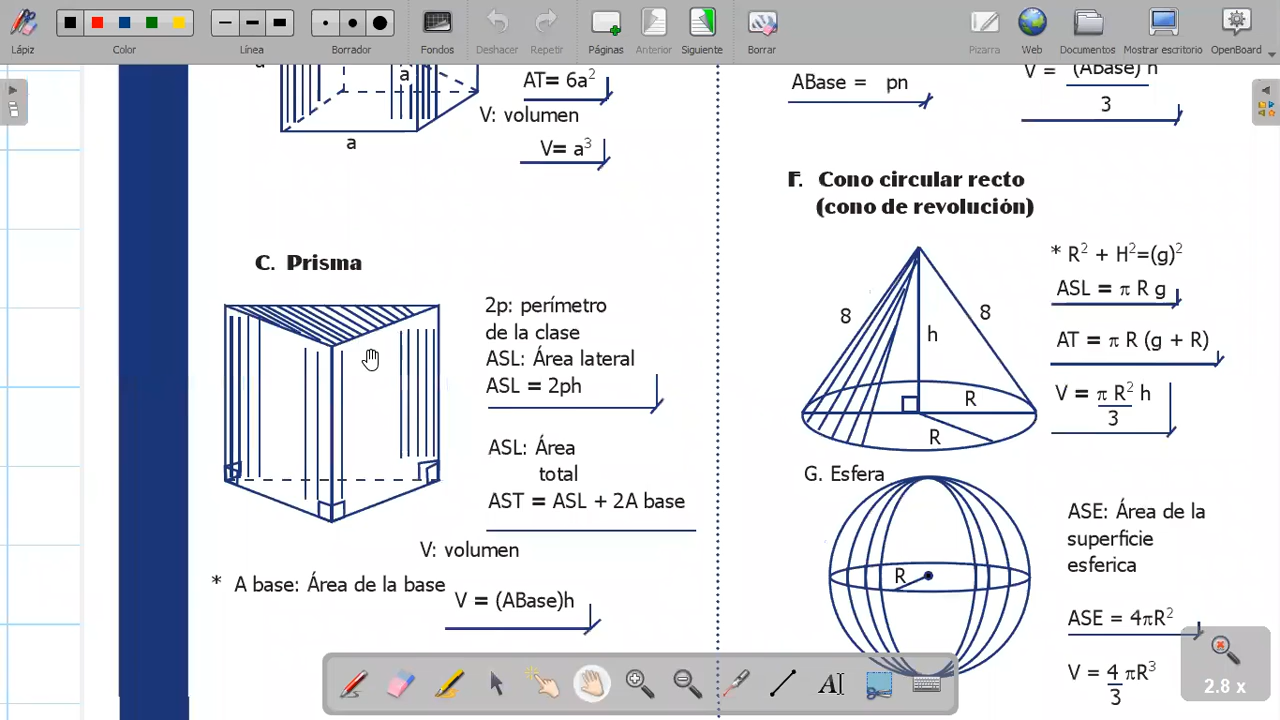 Lápiz
Color
Línea
Borrador
Fondos
Deshacer
Repetir
Páginas
Anterior
Siguiente
Borrar
Pizarra
Web
Documentos
Mostrar escritorio
OpenBoard
a
a
AT= 6a²
V: volumen
V= a³
C. Prisma
2p: perímetro
de la clase
ASL: Área lateral
ASL = 2ph
ASL: Área
total
AST = ASL + 2A base
V: volumen
* A base: Área de la base
V = (ABase)h
ABase = pn
V = (ABase) h
3
F. Cono circular recto
(cono de revolución)
8
8
h
R
R
* R² + H²=(g)²
ASL = π R g
AT = π R (g + R)
V = π R² h
3
G. Esfera
R
ASE: Área de la
superficie
esferica
ASE = 4πR²
V = 4 πR³
3
AI
2.8 x